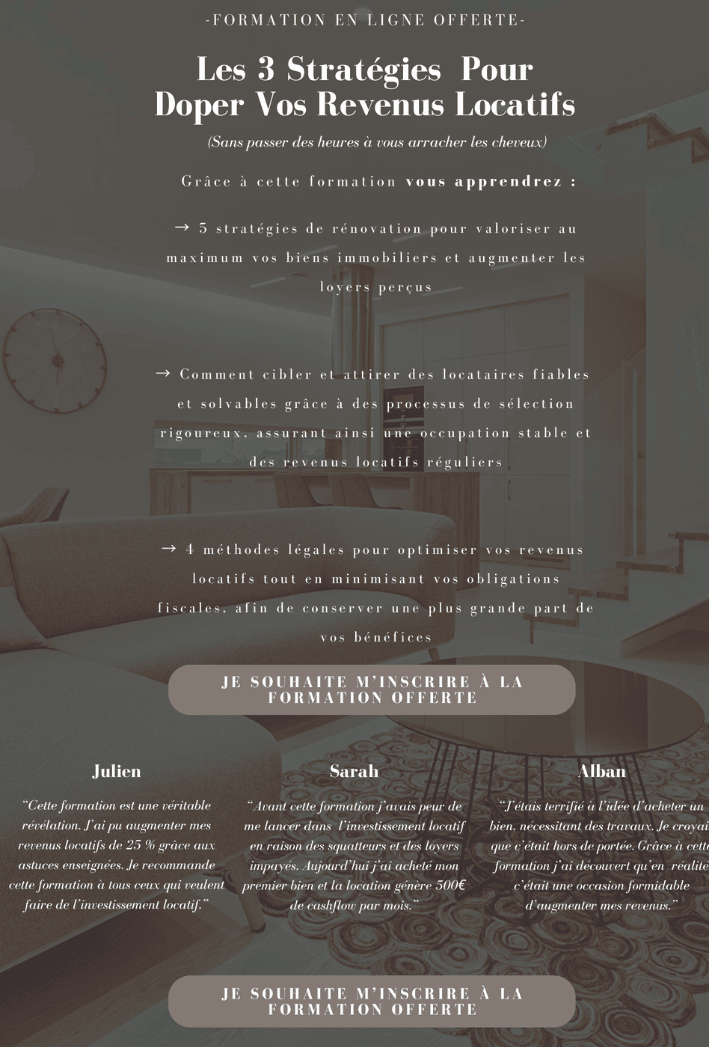 -FORMATION EN LIGNE OFFERTE-
Les 3 Stratégies Pour
Doper Vos Revenus Locatifs
(Sans passer des heures à vous arracher les cheveux)
Grâce à cette formation vous apprendrez :
→ 5 stratégies de rénovation pour valoriser au
maximum vos biens immobiliers et augmenter les
loyers perçus
→ Comment cibler et attirer des locataires fiables
et solvables grâce à des processus de sélection
rigoureux, assurant ainsi une occupation stable et
des revenus locatifs réguliers
→ 4 méthodes légales pour optimiser vos revenus
locatifs tout en minimisant vos obligations
fiscales, afin de conserver une plus grande part de
vos bénéfices
JE SOUHAITE M'INSCRIRE À LA
FORMATION OFFERTE
Julien
"Cette formation est une véritable
révélation. J'ai pu augmenter mes
revenus locatifs de 25 % grâce aux
astuces enseignées. Je recommande
cette formation à tous ceux qui veulent
faire de l'investissement locatif."
Sarah
"Avant cette formation j'avais peur de
me lancer dans l'investissement locatif
en raison des squatteurs et des loyers
impayés. Aujourd'hui j'ai acheté mon
premier bien et la location génère 500€
de cashflow par mois."
Alban
"J'étais terrifié à l'idée d'acheter un
bien, nécessitant des travaux. Je croyai
que c'était hors de portée. Grâce à cett
formation j'ai découvert qu'en réalité
c'était une occasion formidable
d'augmenter mes revenus."
JE SOUHAITE M'INSCRIRE À LA
FORMATION OFFERTE